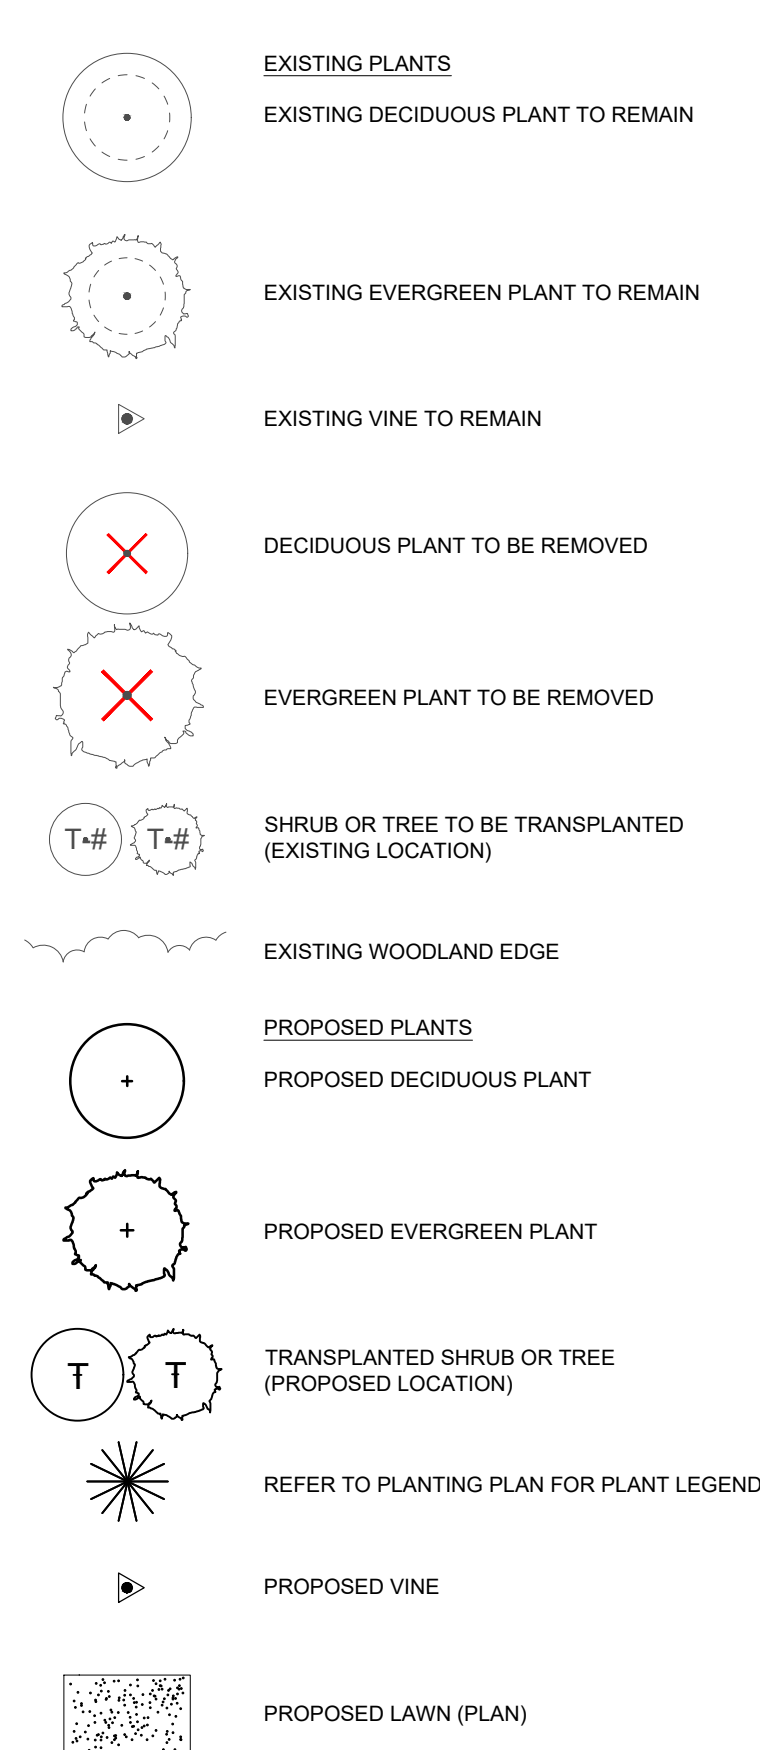 EXISTING PLANTS
EXISTING DECIDUOUS PLANT TO REMAIN
EXISTING EVERGREEN PLANT TO REMAIN
EXISTING VINE TO REMAIN
DECIDUOUS PLANT TO BE REMOVED
EVERGREEN PLANT TO BE REMOVED
T-# T-# SHRUB OR TREE TO BE TRANSPLANTED
(EXISTING LOCATION)
EXISTING WOODLAND EDGE
PROPOSED PLANTS
PROPOSED DECIDUOUS PLANT
PROPOSED EVERGREEN PLANT
T T TRANSPLANTED SHRUB OR TREE
(PROPOSED LOCATION)
REFER TO PLANTING PLAN FOR PLANT LEGEND
PROPOSED VINE
PROPOSED LAWN (PLAN)